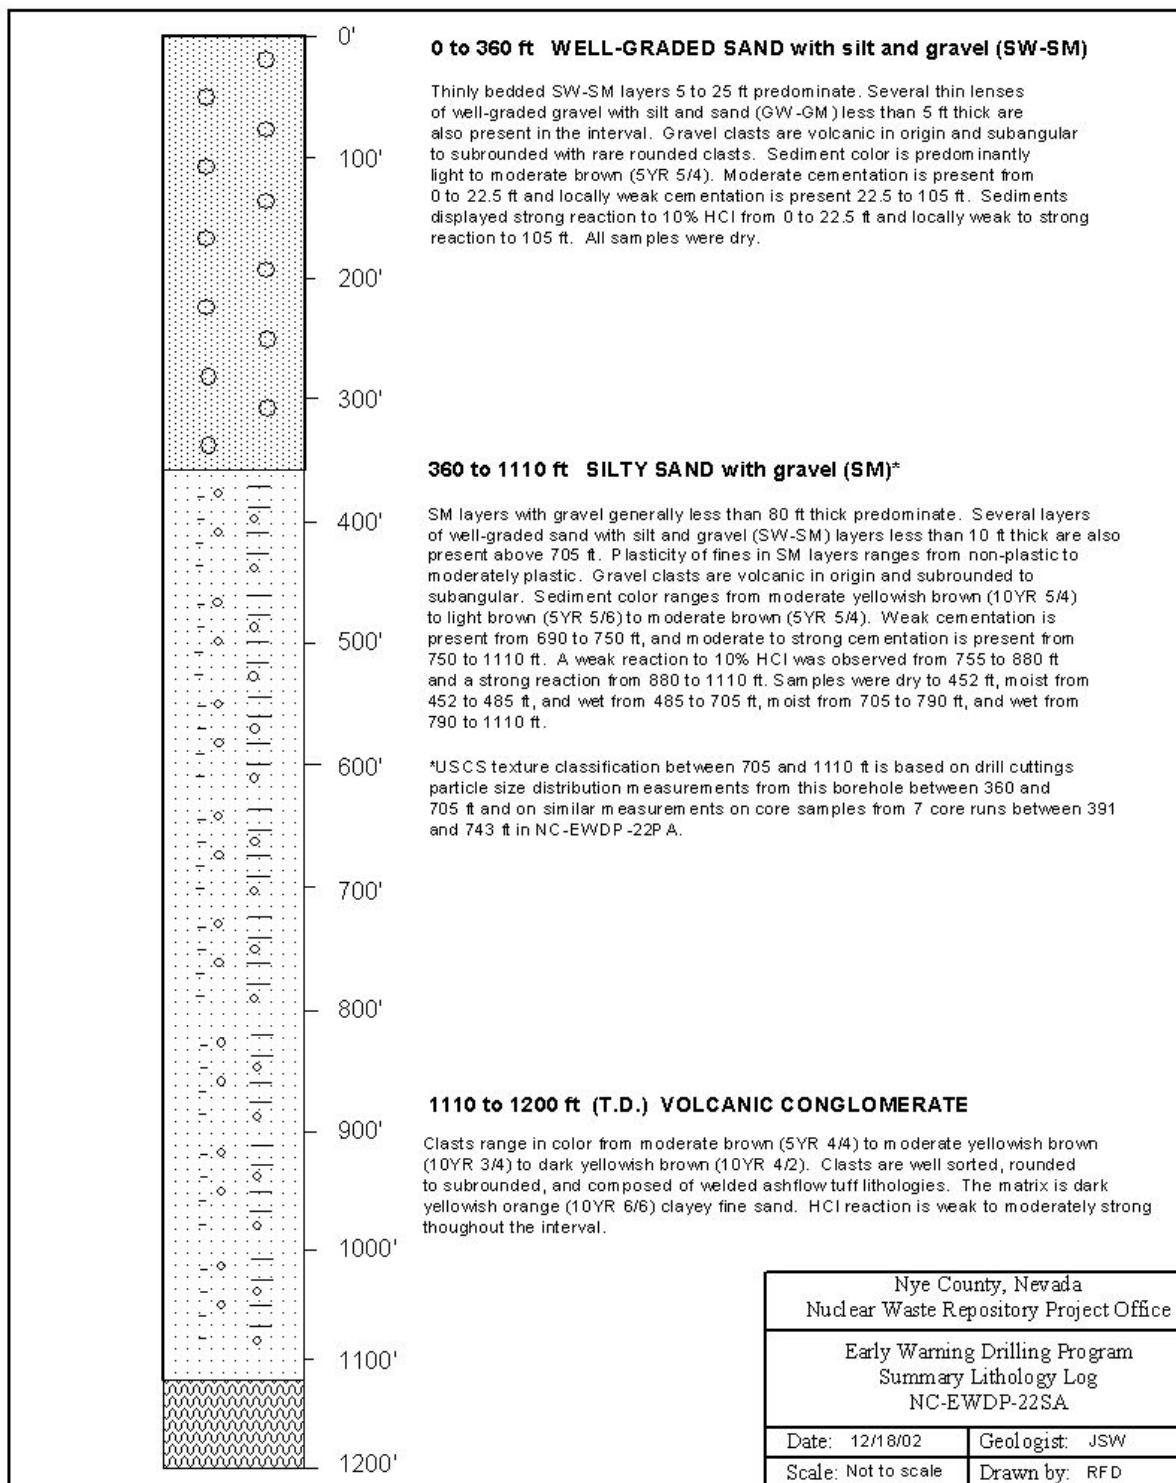 0'
100'
200'
300'
400'
500'
600'
700'
800'
900'
1000'
1100'
1200'
0 to 360 ft WELL-GRADED SAND with silt and gravel (SW-SM)
Thinly bedded SW-SM layers 5 to 25 ft predominate. Several thin lenses
of well-graded gravel with silt and sand (GW-GM) less than 5 ft thick are
also present in the interval. Gravel clasts are volcanic in origin and subangular
to subrounded with rare rounded clasts. Sediment color is predominantly
light to moderate brown (5YR 5/4). Moderate cementation is present from
0 to 22.5 ft and locally weak cementation is present 22.5 to 105 ft. Sediments
displayed strong reaction to 10% HCl from 0 to 22.5 ft and locally weak to strong
reaction to 105 ft. All samples were dry.
360 to 1110 ft SILTY SAND with gravel (SM)*
SM layers with gravel generally less than 80 ft thick predominate. Several layers
of well-graded sand with silt and gravel (SW-SM) layers less than 10 ft thick are also
present above 705 ft. Plasticity of fines in SM layers ranges from non-plastic to
moderately plastic. Gravel clasts are volcanic in origin and subrounded to
subangular. Sediment color ranges from moderate yellowish brown (10YR 5/4)
to light brown (5YR 5/6) to moderate brown (5YR 5/4). Weak cementation is
present from 690 to 750 ft, and moderate to strong cementation is present from
750 to 1110 ft. A weak reaction to 10% HCl was observed from 755 to 880 ft
and a strong reaction from 880 to 1110 ft. Samples were dry to 452 ft, moist from
452 to 485 ft, and wet from 485 to 705 ft, moist from 705 to 790 ft, and wet from
790 to 1110 ft.
*USCS texture classification between 705 and 1110 ft is based on drill cuttings
particle size distribution measurements from this borehole between 360 and
705 ft and on similar measurements on core samples from 7 core runs between 391
and 743 ft in NC-EWDP-22PA.
1110 to 1200 ft (T.D.) VOLCANIC CONGLOMERATE
Clasts range in color from moderate brown (5YR 4/4) to moderate yellowish brown
(10YR 3/4) to dark yellowish brown (10YR 4/2). Clasts are well sorted, rounded
to subrounded, and composed of welded ashflow tuff lithologies. The matrix is dark
yellowish orange (10YR 6/6) clayey fine sand. HCl reaction is weak to moderately strong
thoughout the interval.
Nye County, Nevada
Nuclear Waste Repository Project Office
Early Warning Drilling Program
Summary Lithology Log
NC-EWDP-22SA
Date: 12/18/02 Geologist: JSW
Scale: Not to scale Drawn by: RFD